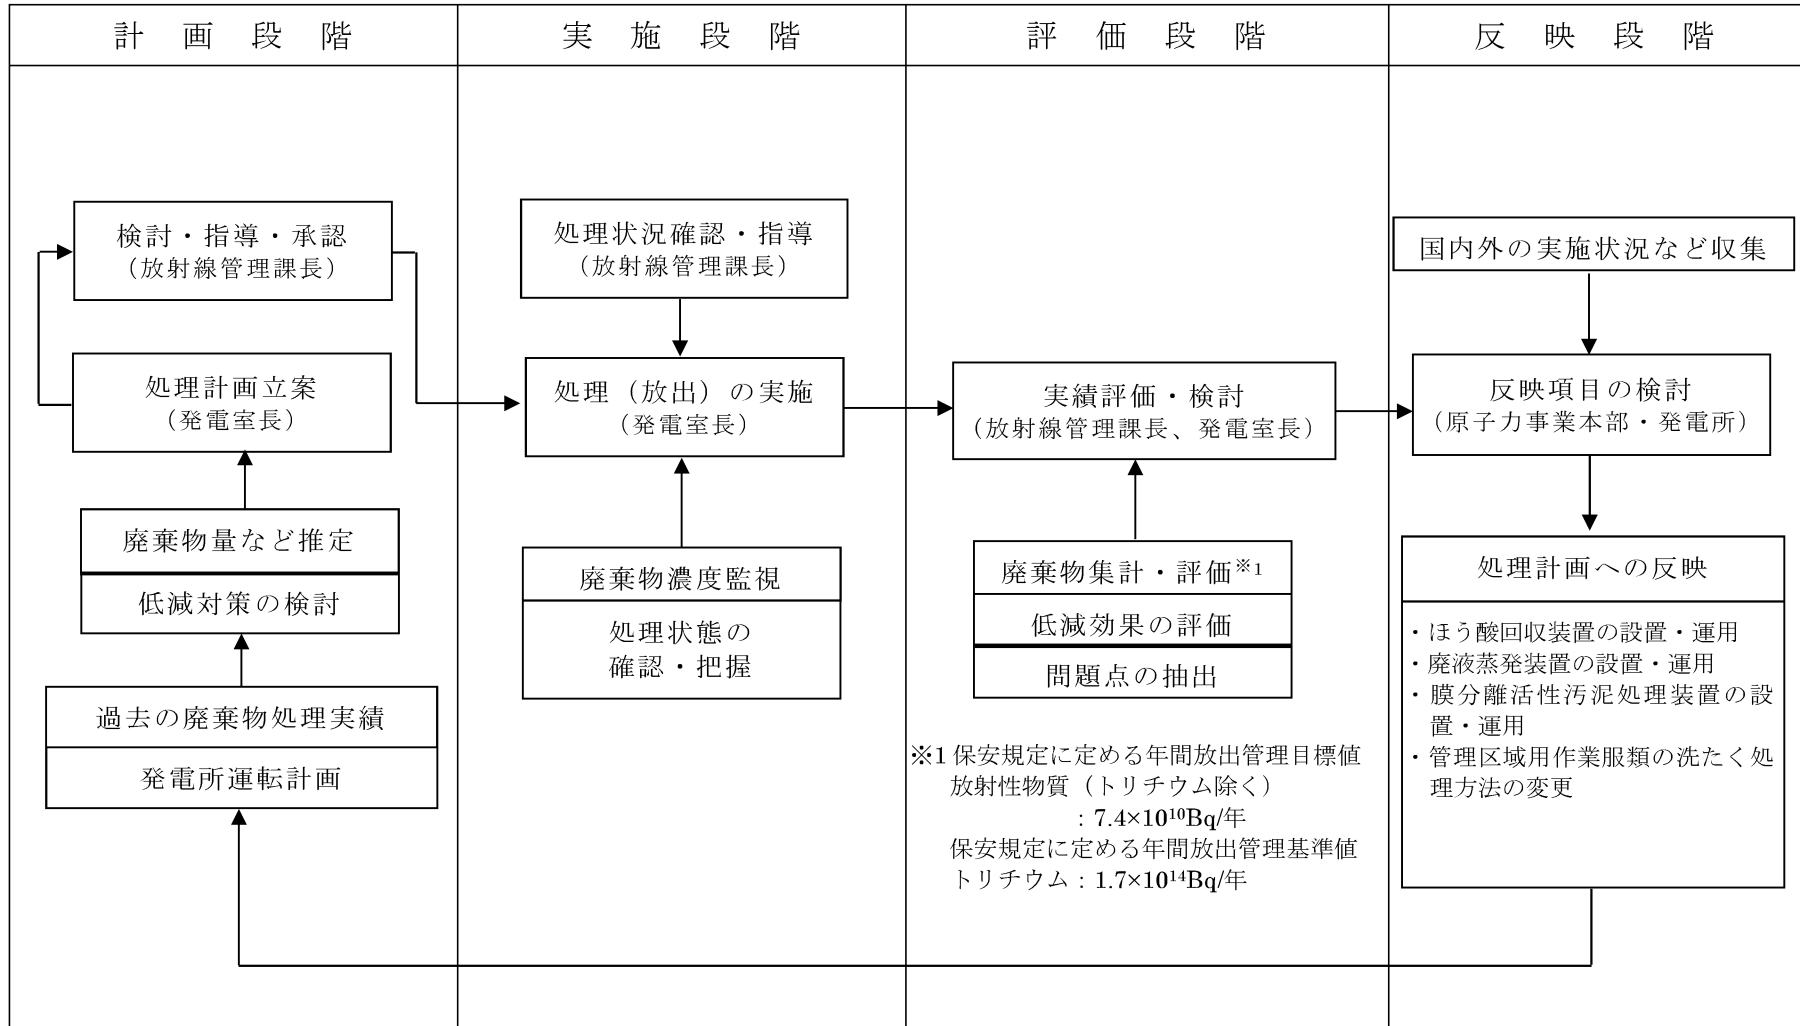 計画段階
検討・指導・承認
（放射線管理課長）
処理計画立案
（発電室長）
廃棄物量など推定
低減対策の検討
過去の廃棄物処理実績
発電所運転計画
実施段階
処理状況確認・指導
（放射線管理課長）
処理（放出）の実施
（発電室長）
廃棄物濃度監視
処理状態の
確認・把握
評価段階
実績評価・検討
（放射線管理課長、発電室長）
廃棄物集計・評価※1
低減効果の評価
問題点の抽出
※1 保安規定に定める年間放出管理目標値
放射性物質（トリチウム除く）
：7.4×10¹⁰Bq/年
保安規定に定める年間放出管理基準値
トリチウム：1.7×10¹⁴Bq/年
反映段階
国内外の実施状況など収集
反映項目の検討
（原子力事業本部・発電所）
処理計画への反映
・ほう酸回収装置の設置・運用
・廃液蒸発装置の設置・運用
・膜分離活性汚泥処理装置の設
置・運用
・管理区域用作業服類の洗たく処
理方法の変更